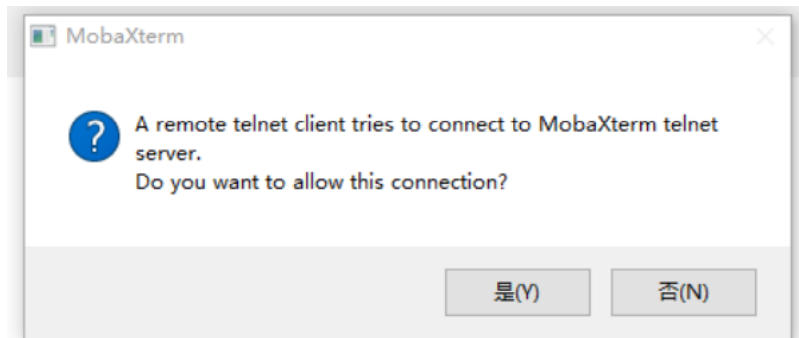 MobaXterm
A remote telnet client tries to connect to MobaXterm telnet
server.
Do you want to allow this connection?
是(Y)
否(N)